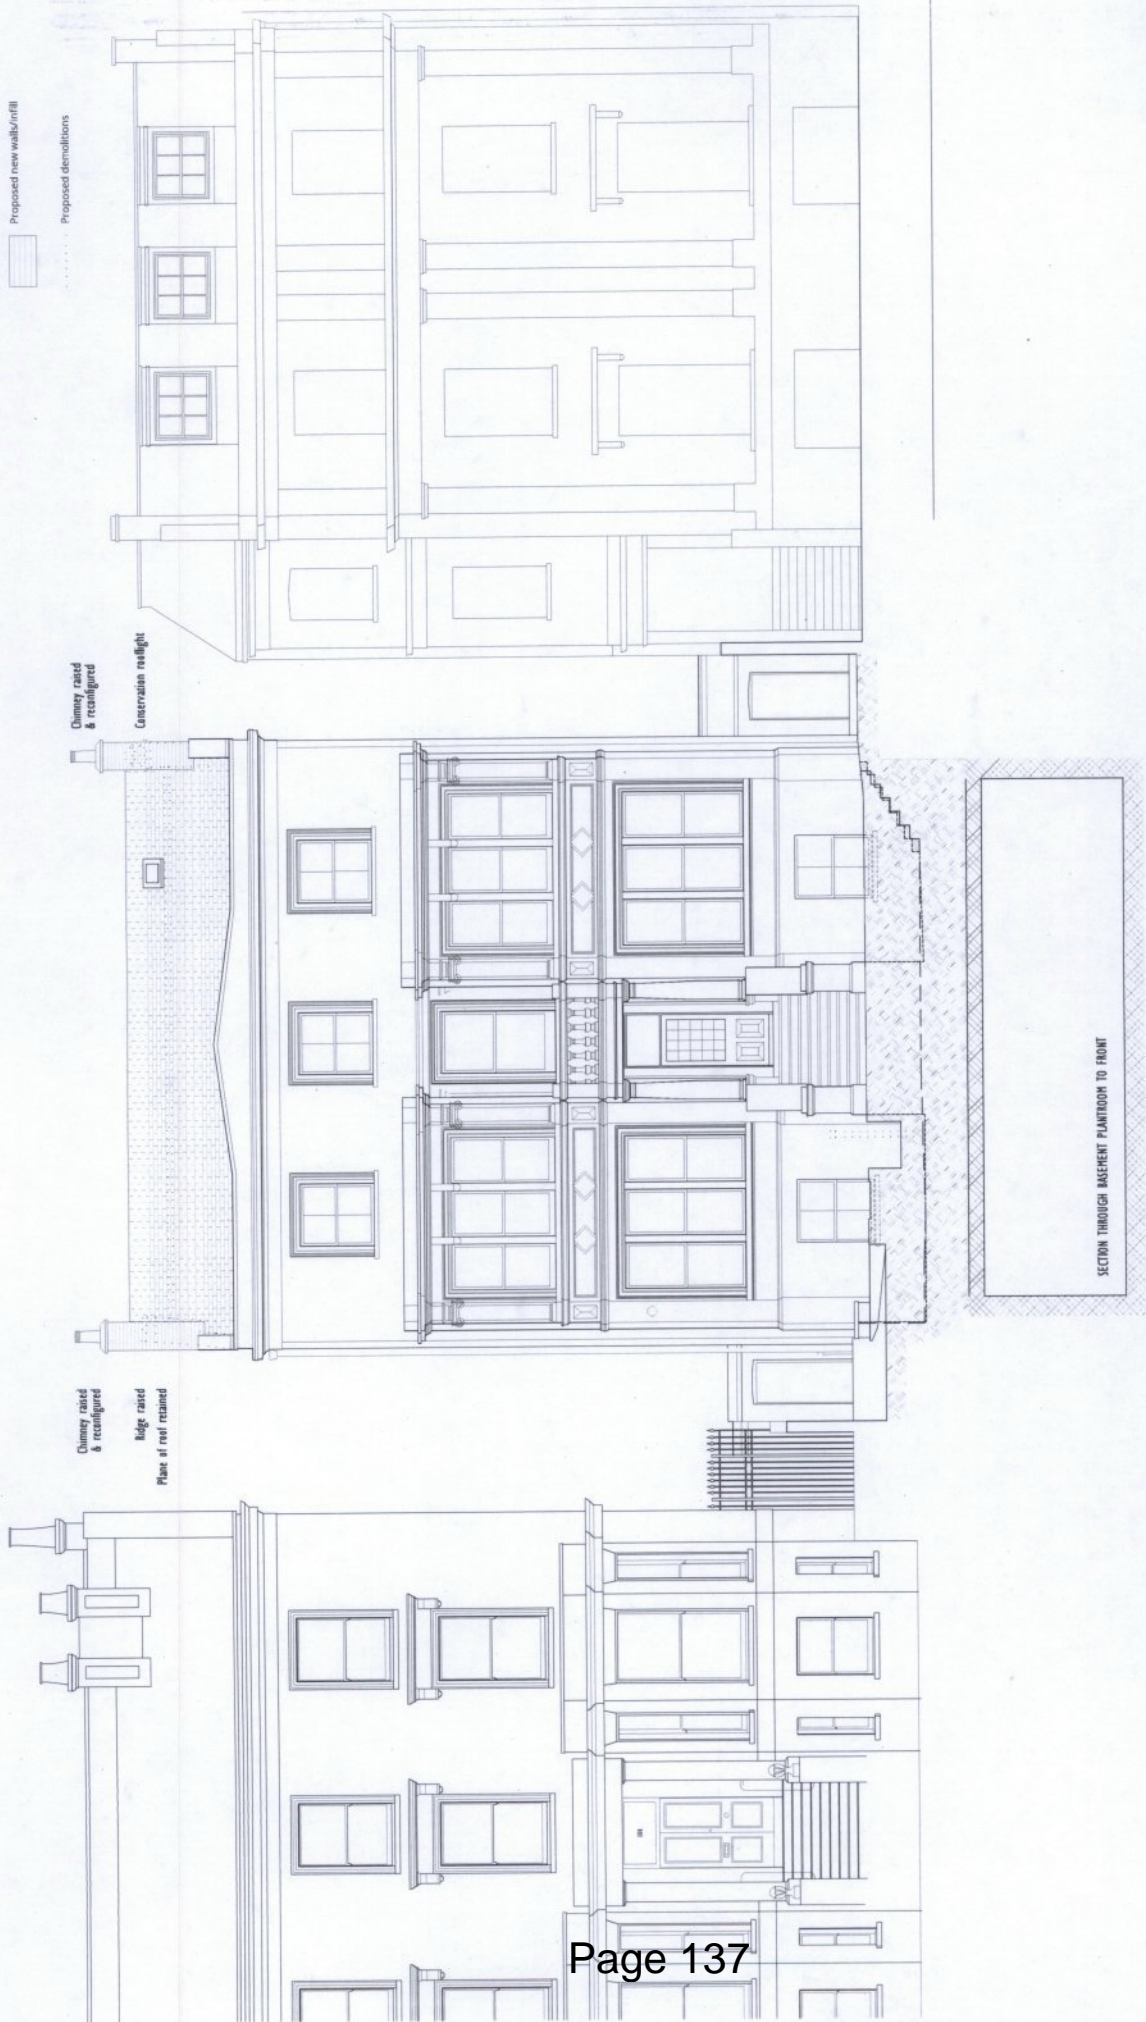 Proposed new walls/infill
Proposed demolitions
Chimney raised
& reconfigured
Ridge raised
Plane of roof retained
Chimney raised
& reconfigured
Conservation rooflight
SECTION THROUGH BASEMENT PLANTROOM TO FRONT
Page 137